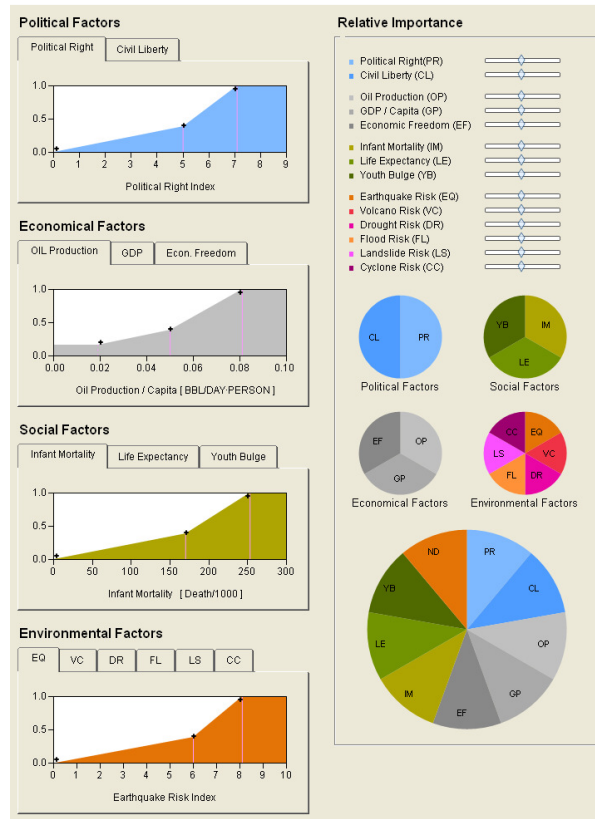 Political Factors
Political Right
Civil Liberty
1.0
0.5
0.0
0 1 2 3 4 5 6 7 8 9
Political Right Index
Economical Factors
OIL Production
GDP
Econ. Freedom
1.0
0.5
0.0
0.00 0.02 0.04 0.06 0.08 0.10
Oil Production / Capita [ BBL/DAY·PERSON ]
Social Factors
Infant Mortality
Life Expectancy
Youth Bulge
1.0
0.5
0.0
0 50 100 150 200 250 300
Infant Mortality [ Death/1000 ]
Environmental Factors
EQ
VC
DR
FL
LS
CC
1.0
0.5
0.0
0 1 2 3 4 5 6 7 8 9 10
Earthquake Risk Index
Relative Importance
Political Right(PR)
Civil Liberty (CL)
Oil Production (OP)
GDP / Capita (GP)
Economic Freedom (EF)
Infant Mortality (IM)
Life Expectancy (LE)
Youth Bulge (YB)
Earthquake Risk (EQ)
Volcano Risk (VC)
Drought Risk (DR)
Flood Risk (FL)
Landslide Risk (LS)
Cyclone Risk (CC)
CL PR
Political Factors
YB IM
LE
Social Factors
EF OP
GP
Economical Factors
CC EQ
LS VC
FL DR
Environmental Factors
ND PR
YB CL
LE OP
IM GP
EF